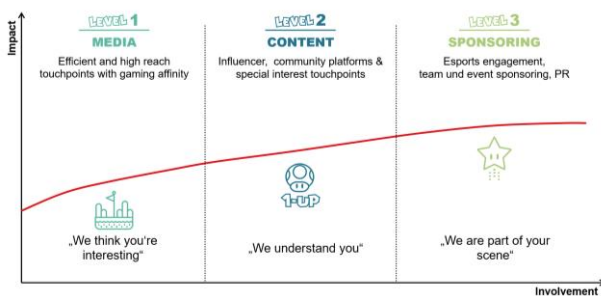 Impact
LEVEL 1
MEDIA
Efficient and high reach
touchpoints with gaming affinity
LEVEL 2
CONTENT
Influencer, community platforms &
special interest touchpoints
LEVEL 3
SPONSORING
Esports engagement,
team und event sponsoring, PR
1-UP
„We think you're
interesting“
„We understand you“
„We are part of your
scene“
Involvement